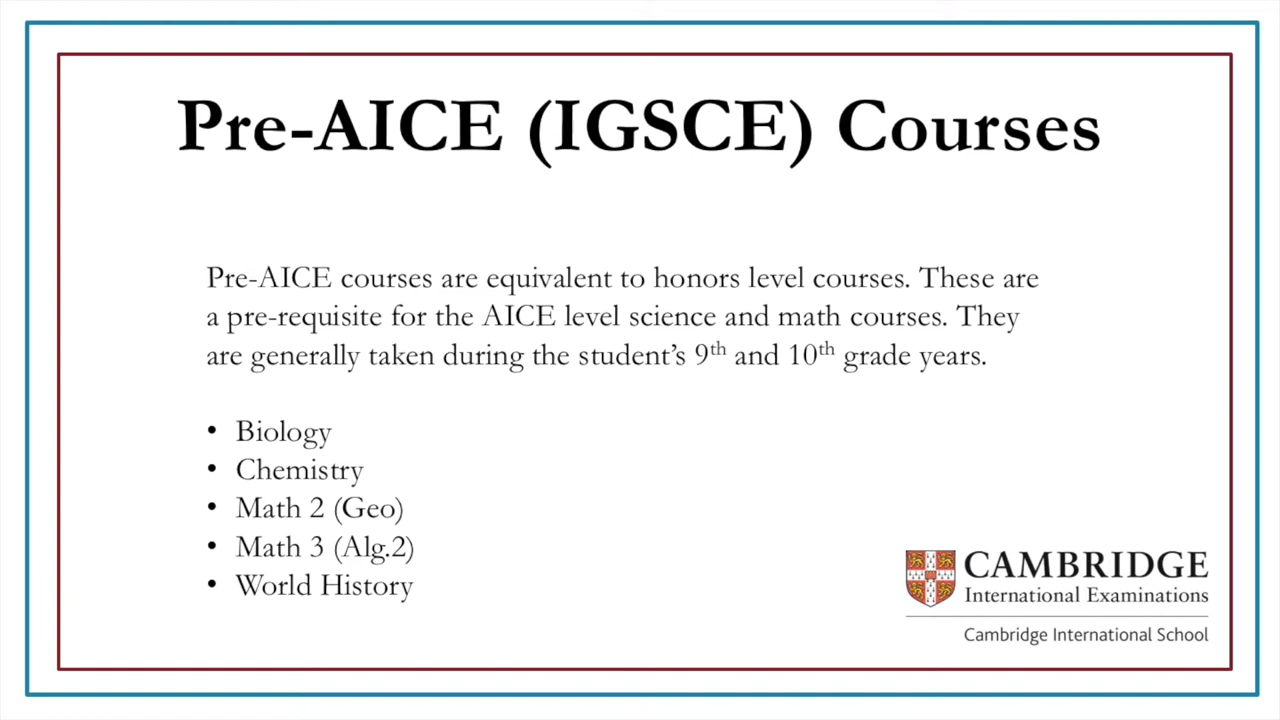 Pre-AICE (IGSCE) Courses
Pre-AICE courses are equivalent to honors level courses. These are
a pre-requisite for the AICE level science and math courses. They
are generally taken during the student’s 9th and 10th grade years.
• Biology
• Chemistry
• Math 2 (Geo)
• Math 3 (Alg.2)
• World History
CAMBRIDGE
International Examinations
Cambridge International School